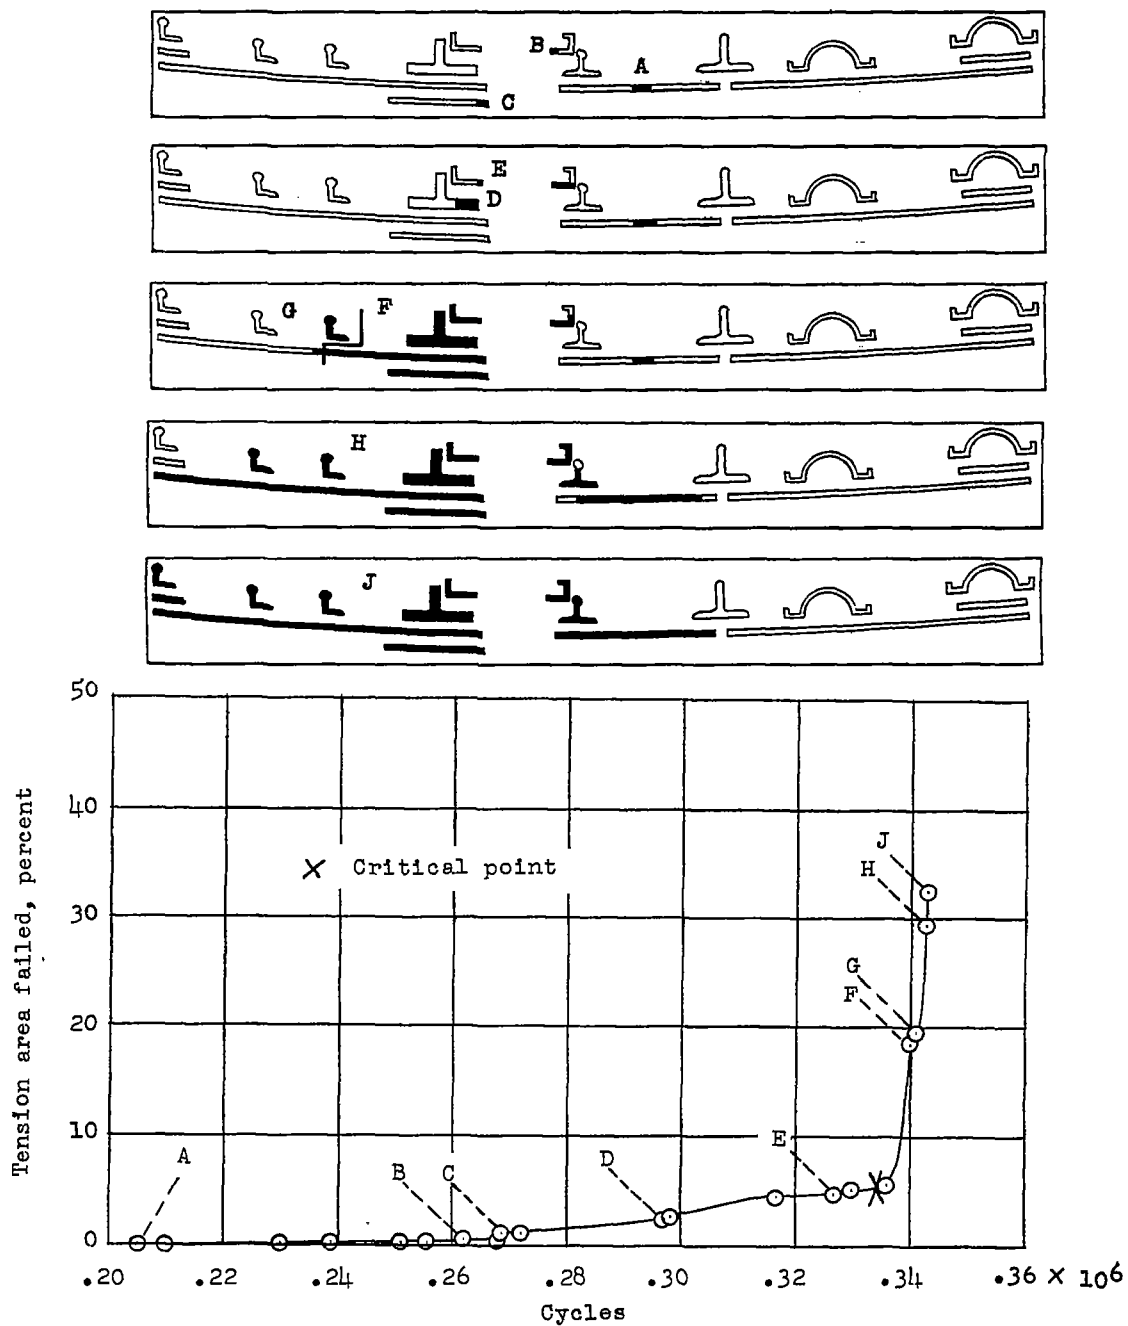 B
A
C
E
D
G
F
H
J
50
40
30
20
10
0
Tension area failed, percent
X Critical point
J
H
G
F
E
D
C
B
A
.20 .22 .24 .26 .28 .30 .32 .34 .36 × 10⁶
Cycles